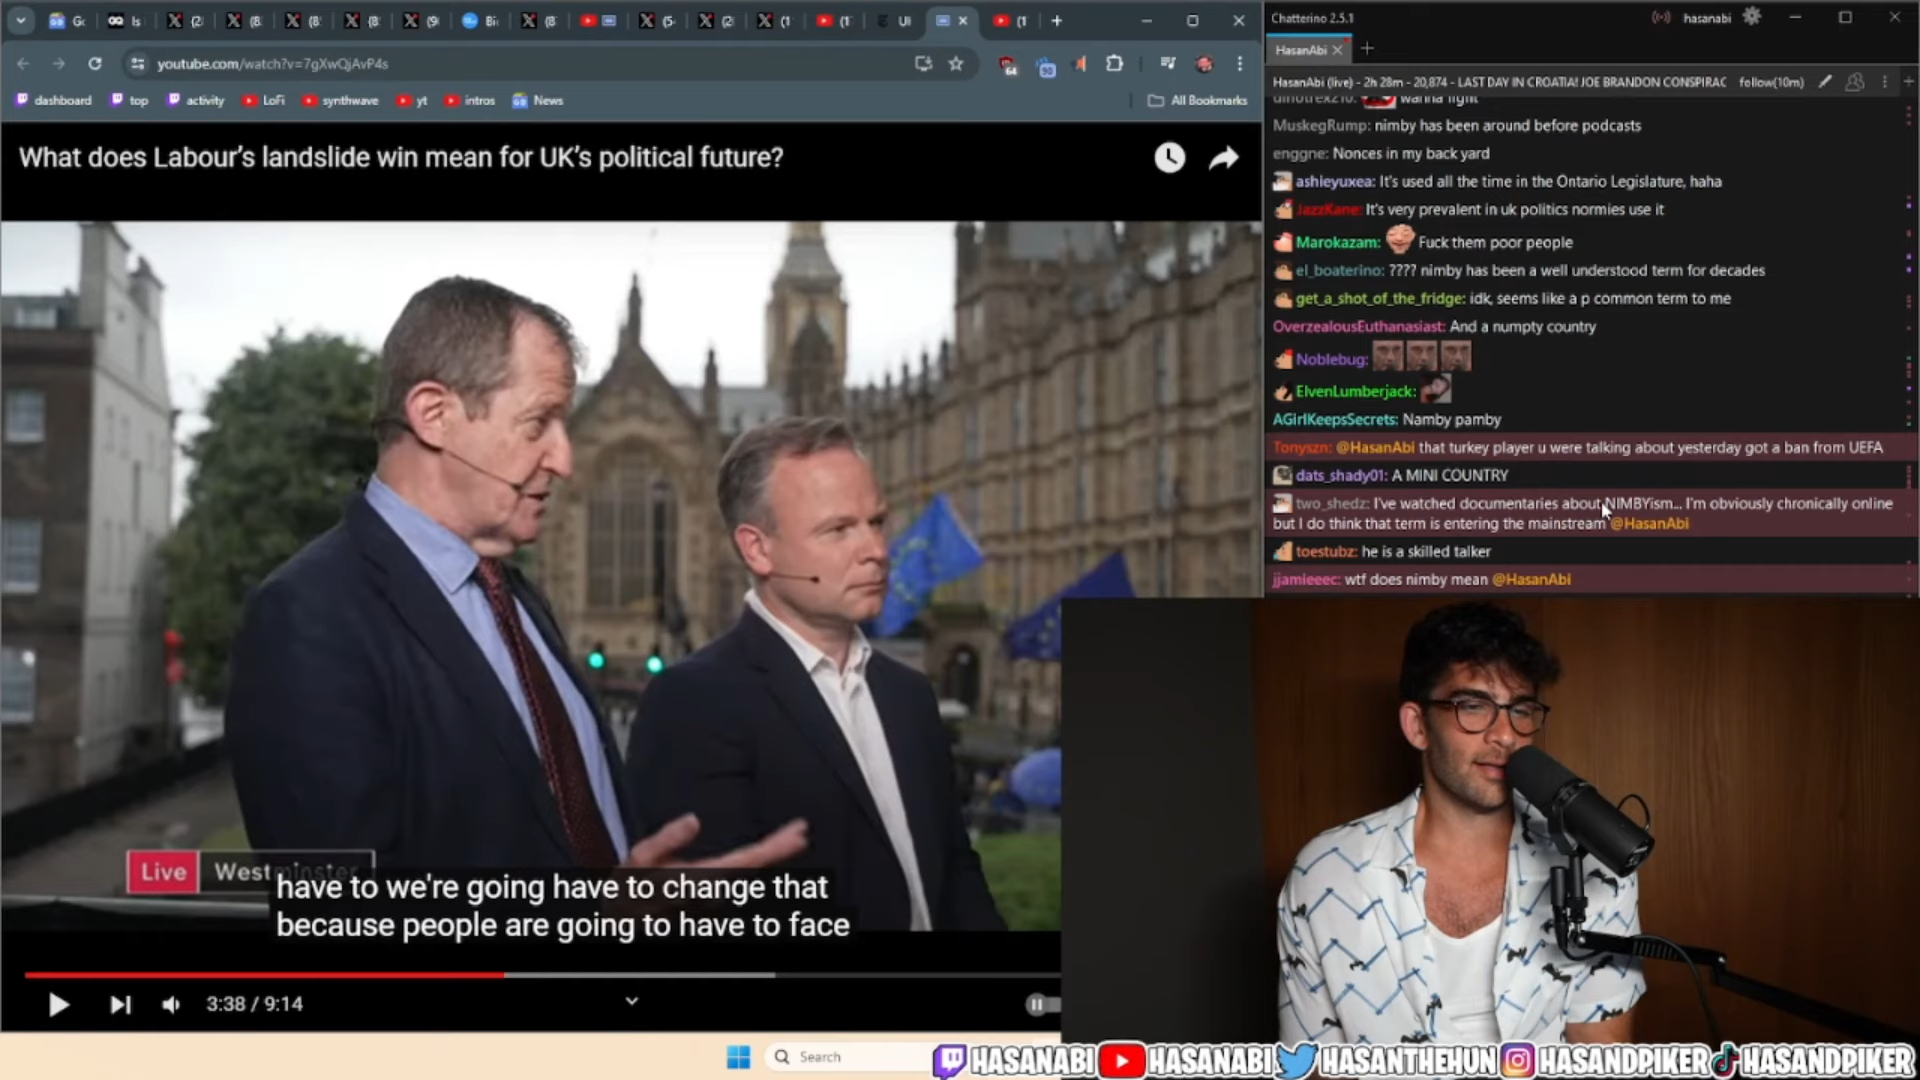 Is
Bi
UI
youtube.com/watch?v=7gXwQjAvP4s
64
90
dashboard
top
activity
LoFi
synthwave
yt
intros
News
All Bookmarks
What does Labour's landslide win mean for UK's political future?
Live
Westminster
have to we're going have to change that
because people are going to have to face
3:38 / 9:14
Search
Chatterino 2.5.1
hasanabi
HasanAbi
HasanAbi (live) - 2h 28m - 20,874 - LAST DAY IN CROATIA! JOE BRANDON CONSPIRAC
follow(10m)
wanna fight
MuskegRump: nimby has been around before podcasts
enggne: Nonces in my back yard
ashleyuxea: It's used all the time in the Ontario Legislature, haha
JazzKane: It's very prevalent in uk politics normies use it
Marokazam: Fuck them poor people
el_boaterino: ???? nimby has been a well understood term for decades
get_a_shot_of_the_fridge: idk, seems like a p common term to me
OverzealousEuthanasiast: And a numpty country
Noblebug:
ElvenLumberjack:
AGirlKeepsSecrets: Namby pamby
Tonyszn: @HasanAbi that turkey player u were talking about yesterday got a ban from UEFA
dats_shady01: A MINI COUNTRY
two_shedz: I've watched documentaries about NIMBYism... I'm obviously chronically online
but I do think that term is entering the mainstream @HasanAbi
toestubz: he is a skilled talker
jjamieeec: wtf does nimby mean @HasanAbi
HASANABI HASANABI HASANTHEHUN HASANDPIKER HASANDPIKER